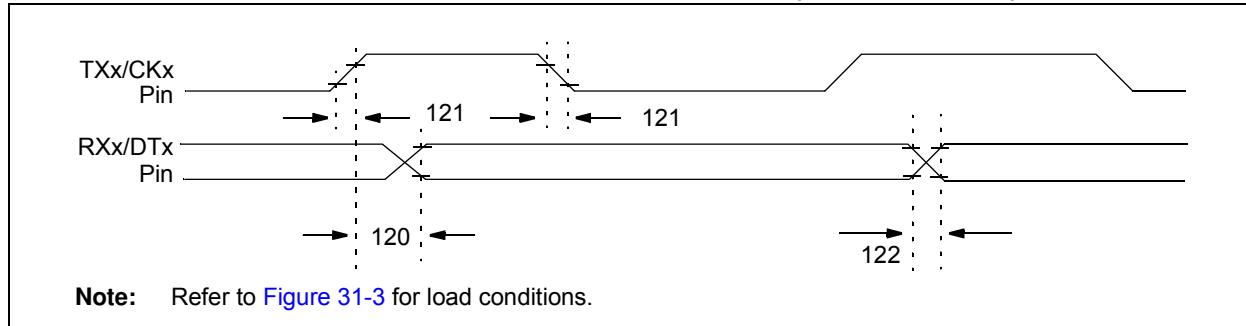 TXx/CKx
Pin
121
121
RXx/DTx
Pin
120
122
Note: Refer to Figure 31-3 for load conditions.